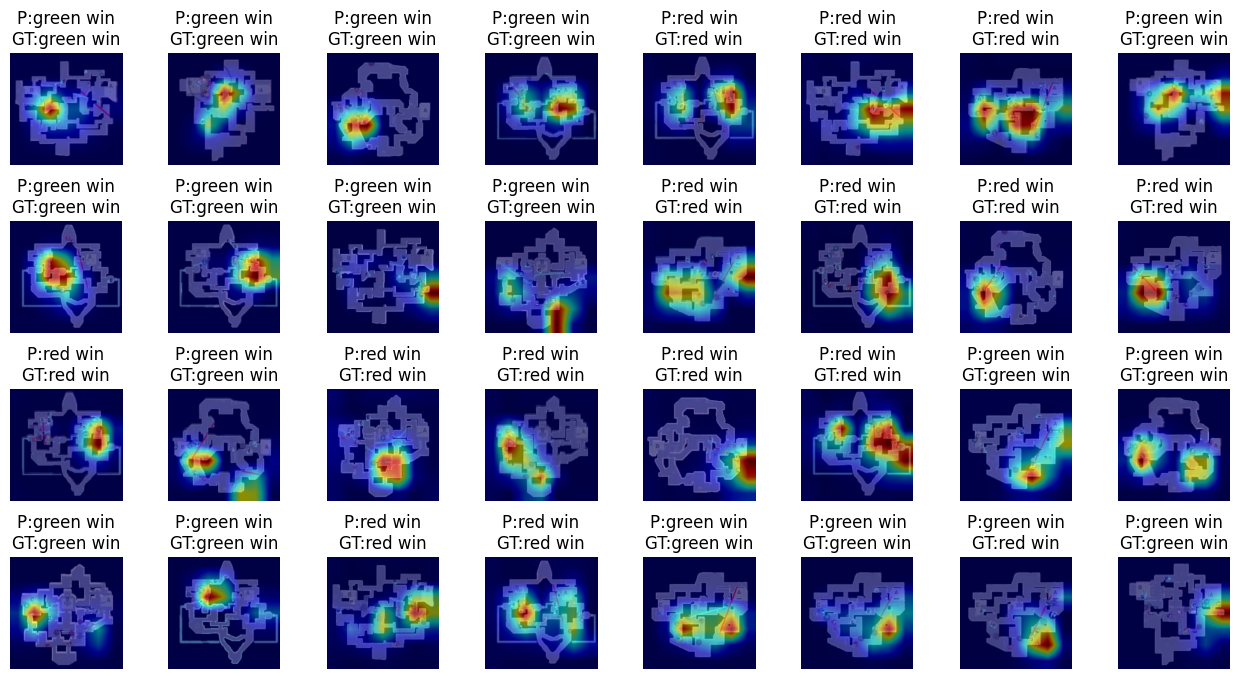 P:green win P:green win P:green win P:green win P:red win P:red win P:red win P:green win
GT:green win GT:green win GT:green win GT:green win GT:red win GT:red win GT:red win GT:green win
P:green win P:green win P:green win P:green win P:red win P:red win P:red win P:red win
GT:green win GT:green win GT:green win GT:green win GT:red win GT:red win GT:red win GT:red win
P:red win P:green win P:red win P:red win P:red win P:red win P:green win P:green win
GT:red win GT:green win GT:red win GT:red win GT:red win GT:red win GT:green win GT:green win
P:green win P:green win P:red win P:red win P:green win P:green win P:green win P:green win
GT:green win GT:green win GT:red win GT:red win GT:green win GT:green win GT:red win GT:green win